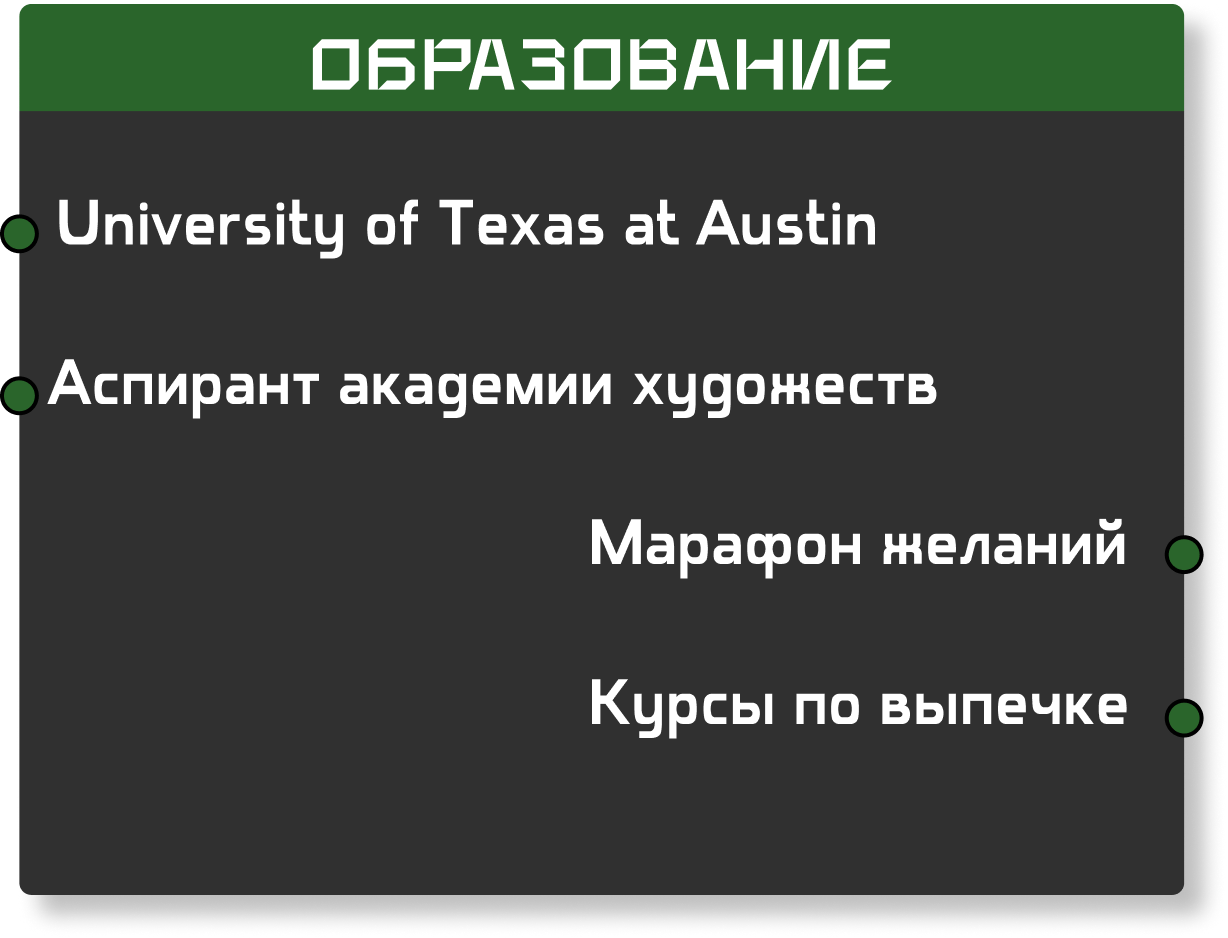 ОБРАЗОВАНИЕ
University of Texas at Austin
Аспирант академии художеств
Марафон желаний
Курсы по выпечке